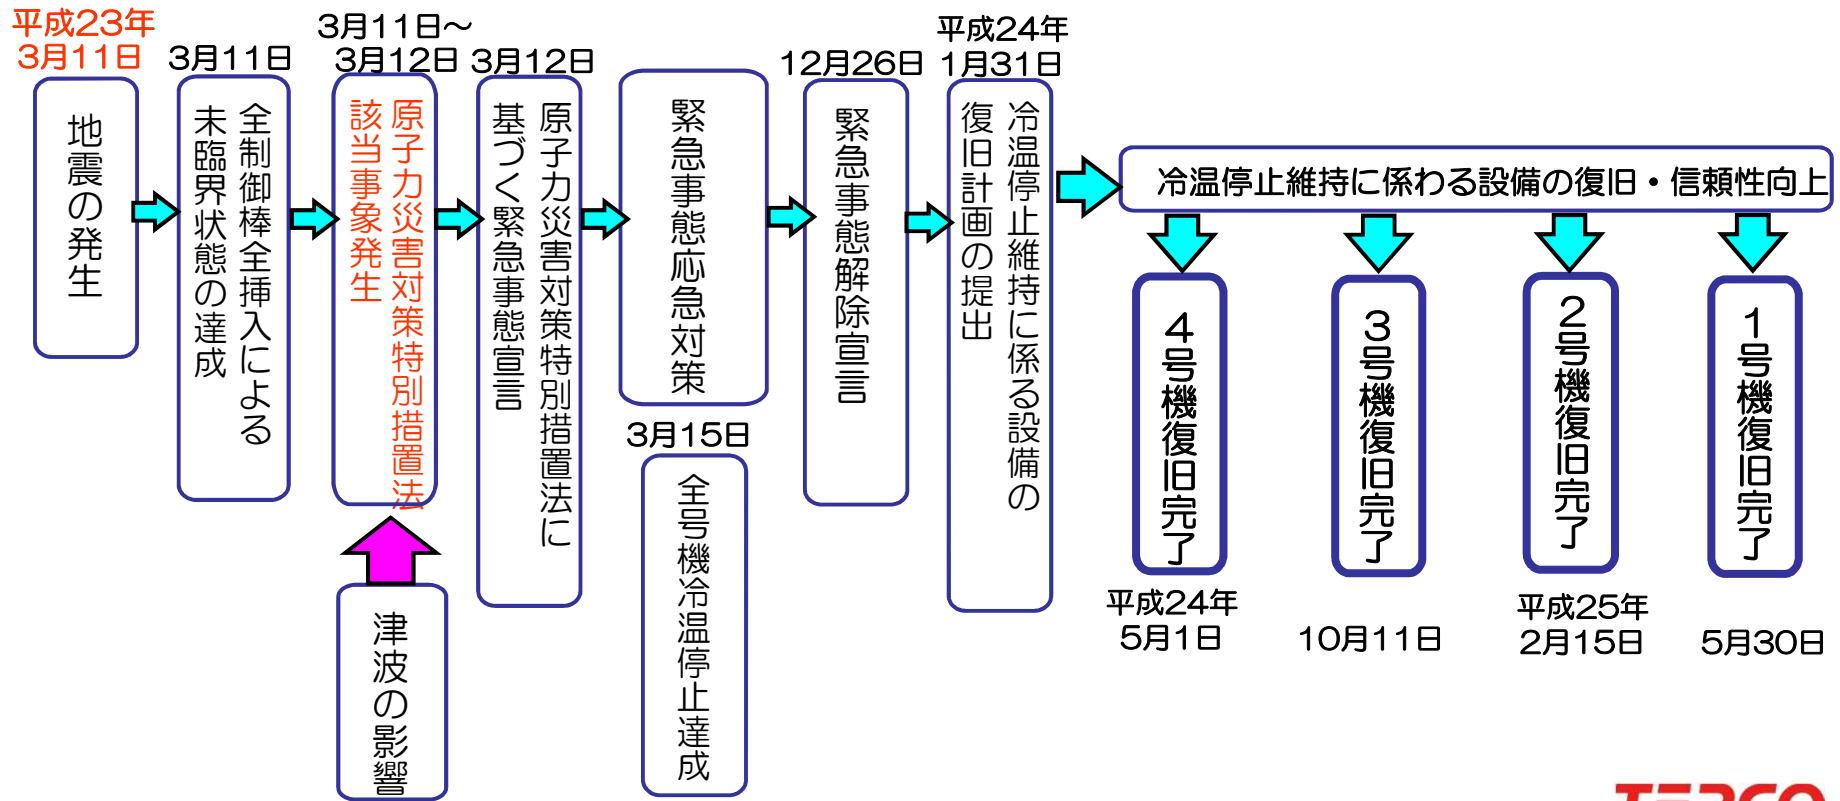 平成23年
3月11日
地震の発生
3月11日
全制御棒全挿入による
未臨界状態の達成
3月11日～
3月12日
原子力災害対策特別措置法
該当事象発生
津波の影響
3月12日
原子力災害対策特別措置法に
基づく緊急事態宣言
緊急事態応急対策
3月15日
全号機冷温停止達成
12月26日
緊急事態解除宣言
平成24年
1月31日
冷温停止維持に係る設備の
復旧計画の提出
冷温停止維持に係わる設備の復旧・信頼性向上
4号機復旧完了
平成24年
5月1日
3号機復旧完了
10月11日
2号機復旧完了
平成25年
2月15日
1号機復旧完了
5月30日
TEPCO